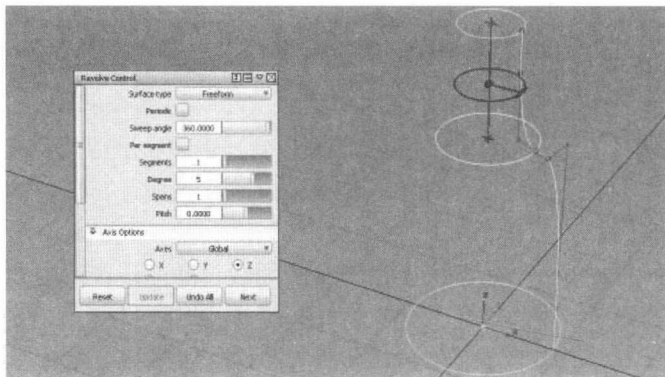 Revolve Control
Surface type Freeform
Periodic
Sweep angle 360.0000
Per segment
Segments 1
Degree 5
Spans 1
Pitch 0.0000
Axis Options
Axes Global
X Y Z
Reset Update Undo All Next